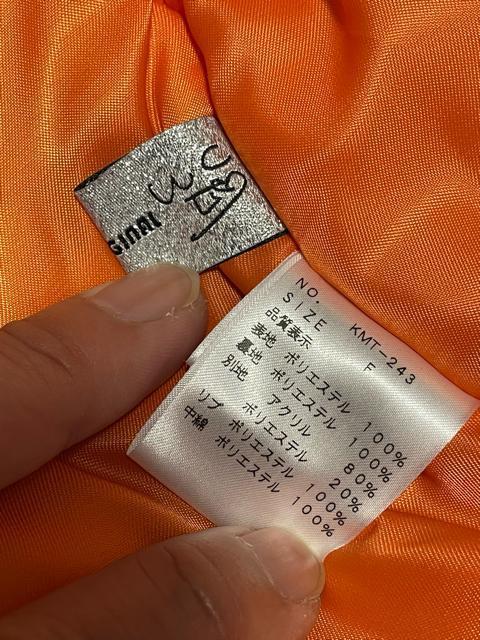 GINAL
NO. KMT-243
SIZE F
品質表示
表地 ポリエステル 100%
裏地 ポリエステル 100%
別地 アクリル 80%
ポリエステル 20%
リブ ポリエステル 100%
中綿 ポリエステル 100%